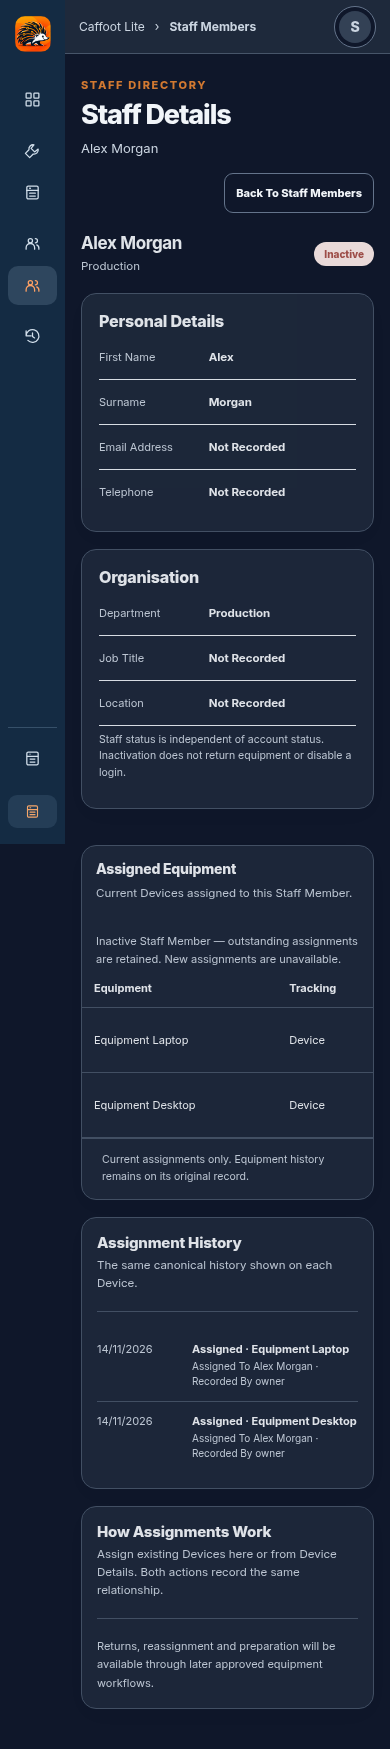 Caffoot Lite › Staff Members S
STAFF DIRECTORY
Staff Details
Alex Morgan
Back To Staff Members
Alex Morgan
Production
Inactive
Personal Details
First Name Alex
Surname Morgan
Email Address Not Recorded
Telephone Not Recorded
Organisation
Department Production
Job Title Not Recorded
Location Not Recorded
Staff status is independent of account status.
Inactivation does not return equipment or disable a
login.
Assigned Equipment
Current Devices assigned to this Staff Member.
Inactive Staff Member — outstanding assignments
are retained. New assignments are unavailable.
Equipment Tracking
Equipment Laptop Device
Equipment Desktop Device
Current assignments only. Equipment history
remains on its original record.
Assignment History
The same canonical history shown on each
Device.
14/11/2026 Assigned · Equipment Laptop
Assigned To Alex Morgan ·
Recorded By owner
14/11/2026 Assigned · Equipment Desktop
Assigned To Alex Morgan ·
Recorded By owner
How Assignments Work
Assign existing Devices here or from Device
Details. Both actions record the same
relationship.
Returns, reassignment and preparation will be
available through later approved equipment
workflows.